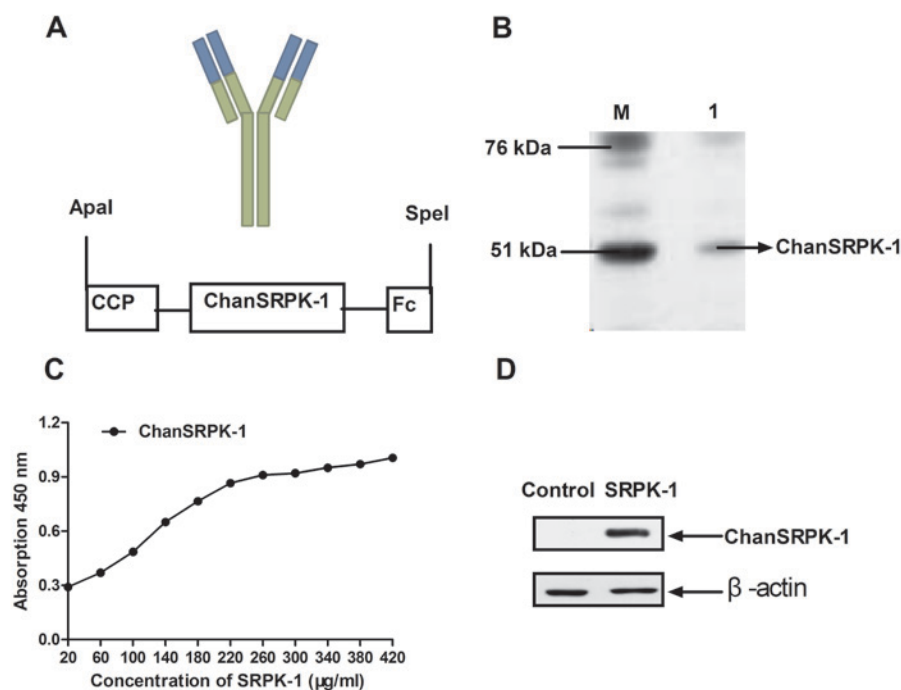 A
ApaI
SpeI
CCP
ChanSRPK-1
Fc
B
M
1
76 kDa
51 kDa
ChanSRPK-1
C
1.2
0.9
0.6
0.3
0.0
ChanSRPK-1
Absorption 450 nm
20 60 100 140 180 220 260 300 340 380 420
Concentration of SRPK-1 (μg/ml)
D
Control SRPK-1
ChanSRPK-1
β -actin